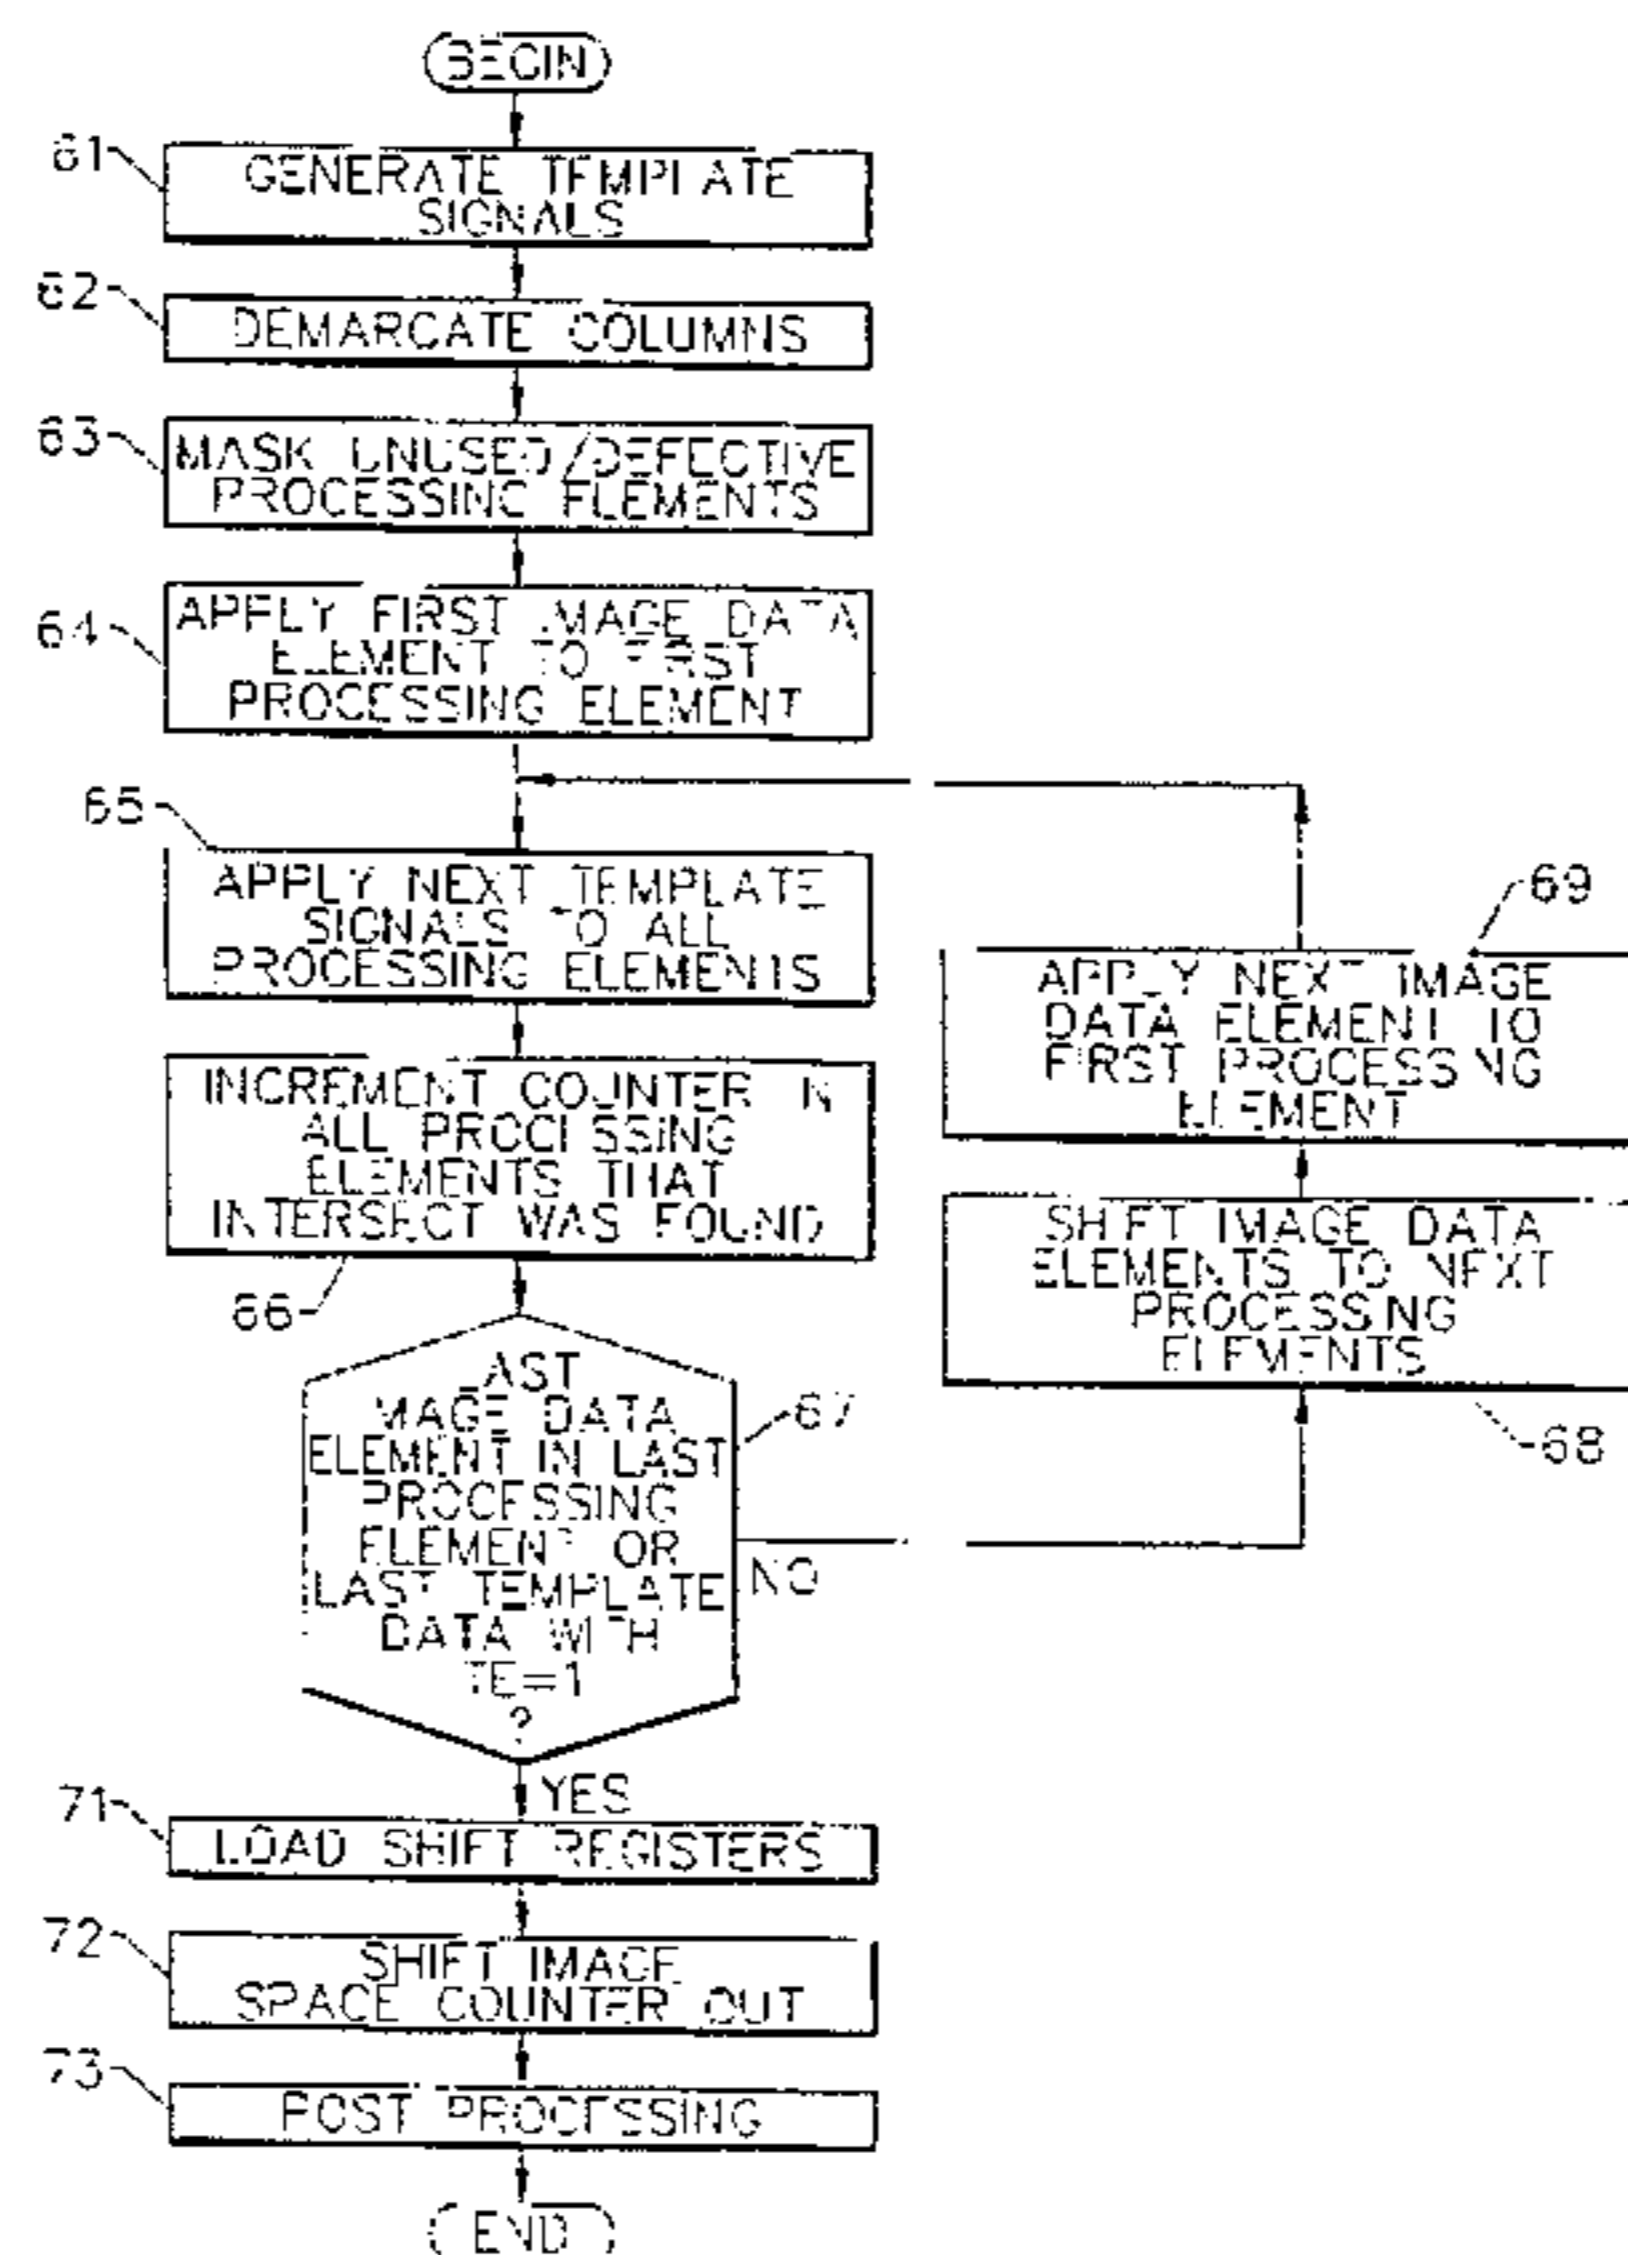 BEGIN
61
GENERATE TEMPLATE
SIGNALS
62
DEMARCATE COLUMNS
63
MASK UNUSED/DEFECTIVE
PROCESSING ELEMENTS
64
APPLY FIRST IMAGE DATA
ELEMENT TO FIRST
PROCESSING ELEMENT
65
APPLY NEXT TEMPLATE
SIGNALS TO ALL
PROCESSING ELEMENTS
INCREMENT COUNTER IN
ALL PROCESSING
ELEMENTS THAT
INTERSECT WAS FOUND
66
LAST
IMAGE DATA
ELEMENT IN LAST
PROCESSING
ELEMENT OR
LAST TEMPLATE
DATA WITH
TE=1
?
67
NO
69
APPLY NEXT IMAGE
DATA ELEMENT TO
FIRST PROCESSING
ELEMENT
SHIFT IMAGE DATA
ELEMENTS TO NEXT
PROCESSING
ELEMENTS
68
YES
71
LOAD SHIFT REGISTERS
72
SHIFT IMAGE
SPACE COUNTER OUT
73
POST PROCESSING
END